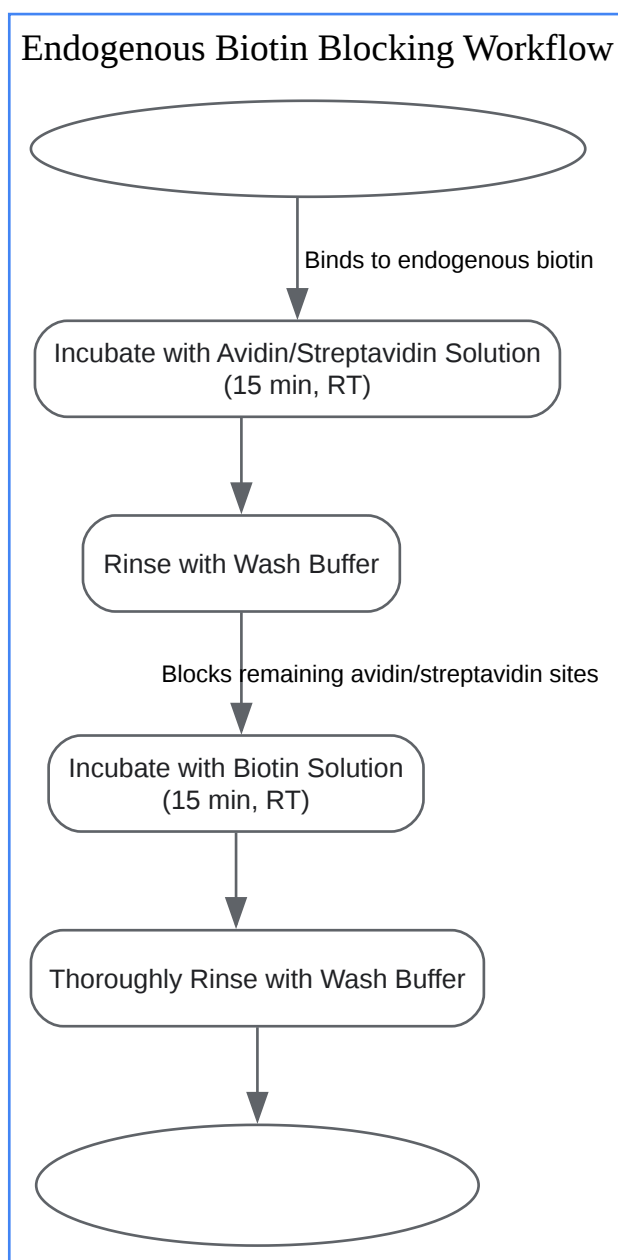 Endogenous Biotin Blocking Workflow
Binds to endogenous biotin
Incubate with Avidin/Streptavidin Solution
(15 min, RT)
Rinse with Wash Buffer
Blocks remaining avidin/streptavidin sites
Incubate with Biotin Solution
(15 min, RT)
Thoroughly Rinse with Wash Buffer